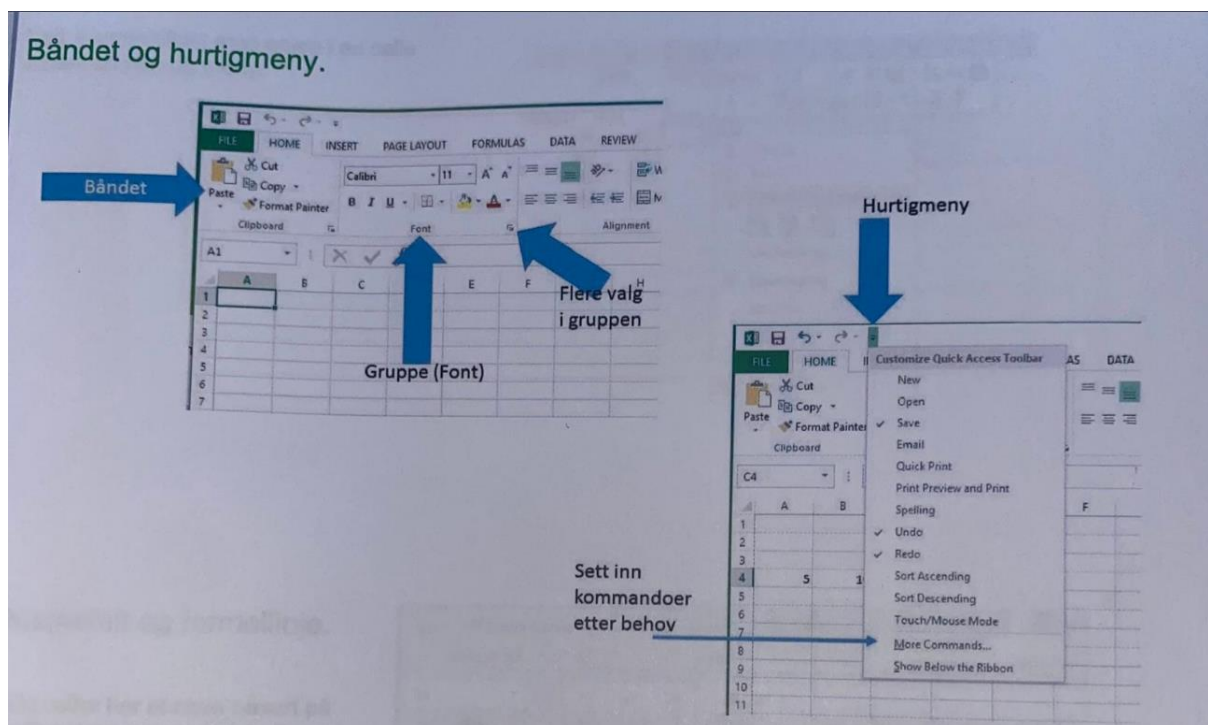 Båndet og hurtigmeny.
FILE HOME INSERT PAGE LAYOUT FORMULAS DATA REVIEW
Båndet
Paste
Cut
Copy
Format Painter
Calibri 11
B I U
Clipboard Font Alignment
A1
A B C E F H
1
2
3
4
5
6
7
Flere valg
i gruppen
Gruppe (Font)
Hurtigmeny
FILE HOME AS DATA
Paste
Cut
Copy
Format Painter
Clipboard
C4
A B F
1
2
3
4 5 1
5
6
7
8
9
10
11
Customize Quick Access Toolbar
New
Open
Save
Email
Quick Print
Print Preview and Print
Spelling
Undo
Redo
Sort Ascending
Sort Descending
Touch/Mouse Mode
More Commands...
Show Below the Ribbon
Sett inn
kommandoer
etter behov